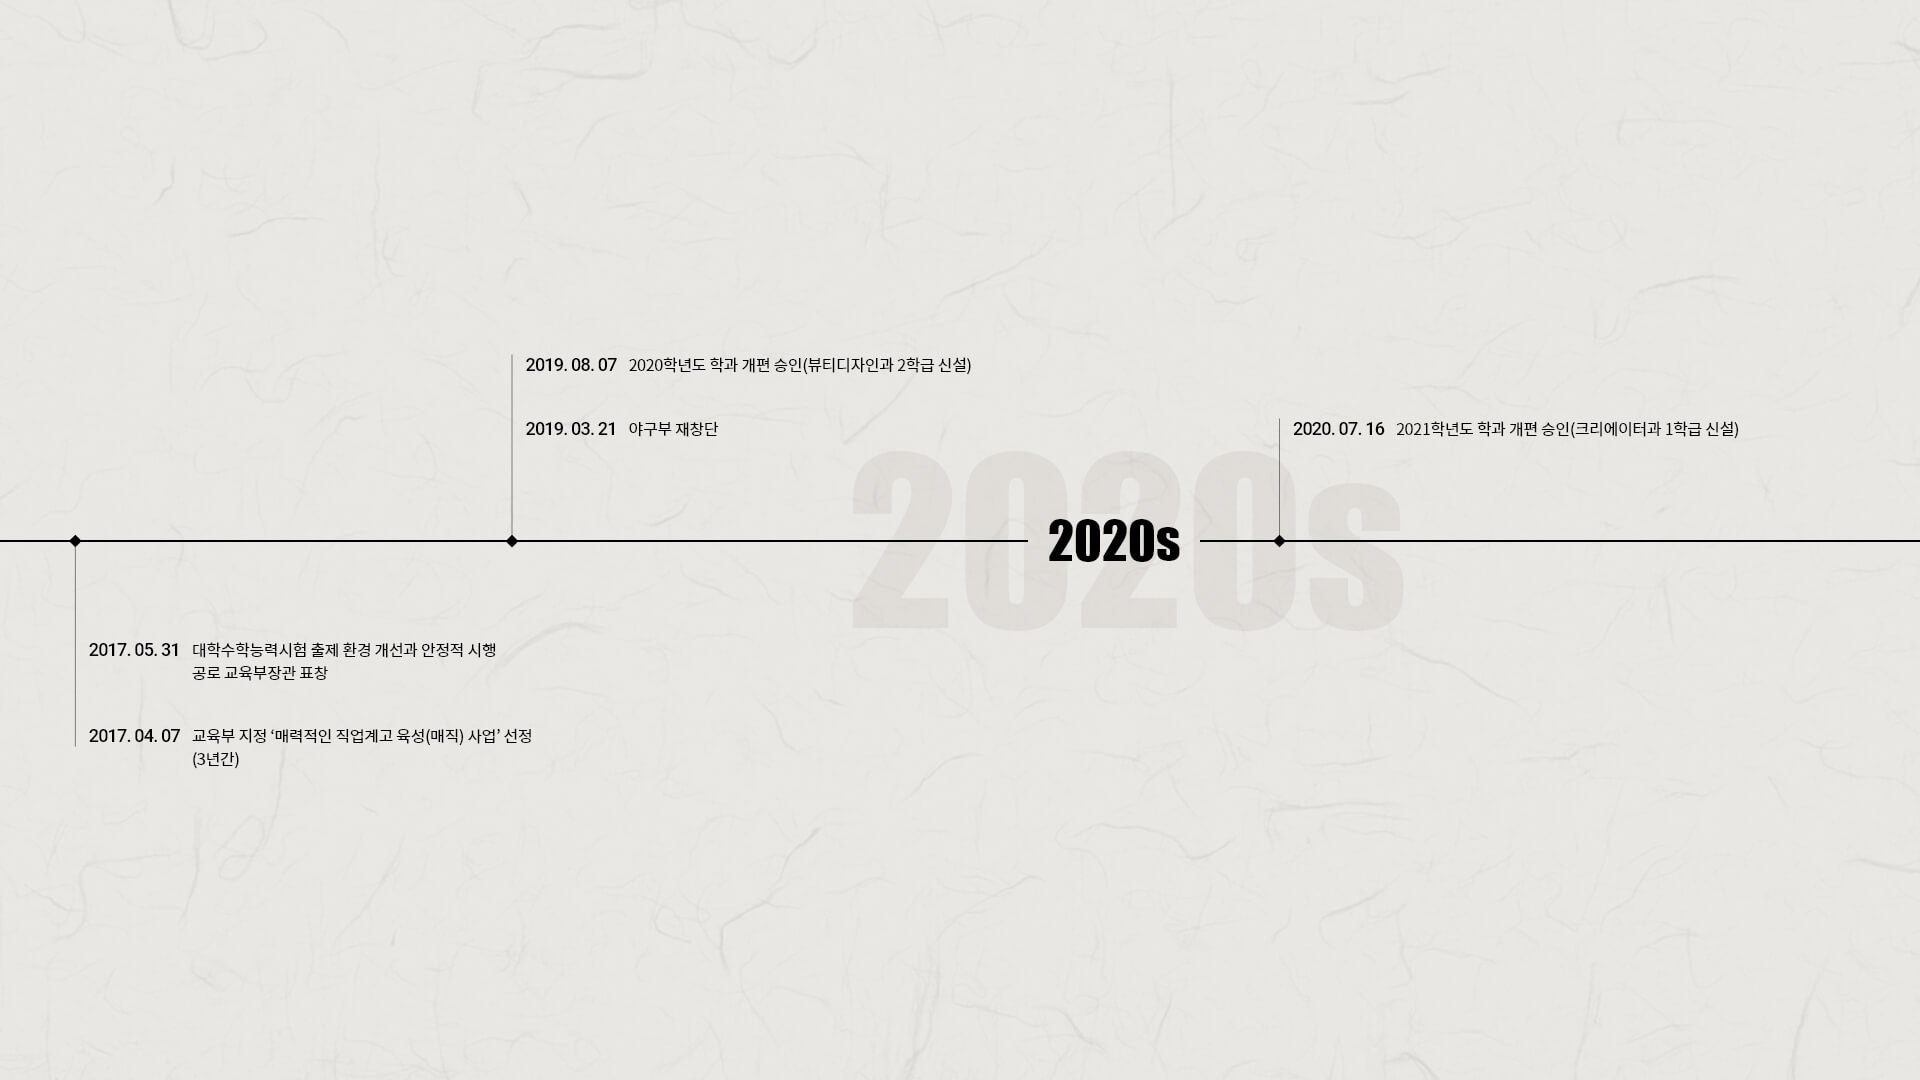 2019. 08. 07 2020학년도 학과 개편 승인(뷰티디자인과 2학급 신설)
2019. 03. 21 야구부 재창단
2020. 07. 16 2021학년도 학과 개편 승인(크리에이터과 1학급 신설)
2020s
2020s
2017. 05. 31 대학수학능력시험 출제 환경 개선과 안정적 시행
공로 교육부장관 표창
2017. 04. 07 교육부 지정 ‘매력적인 직업계고 육성(매직) 사업’ 선정
(3년간)